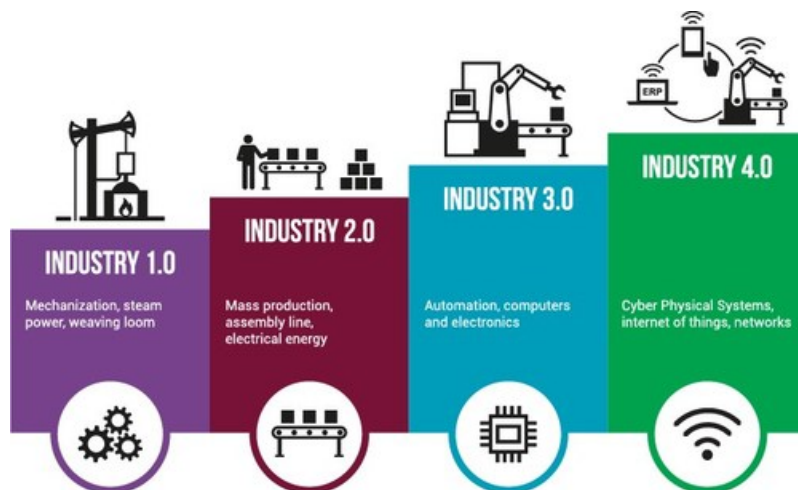 ERP
INDUSTRY 1.0
Mechanization, steam
power, weaving loom
INDUSTRY 2.0
Mass production,
assembly line,
electrical energy
INDUSTRY 3.0
Automation, computers
and electronics
INDUSTRY 4.0
Cyber Physical Systems,
internet of things, networks